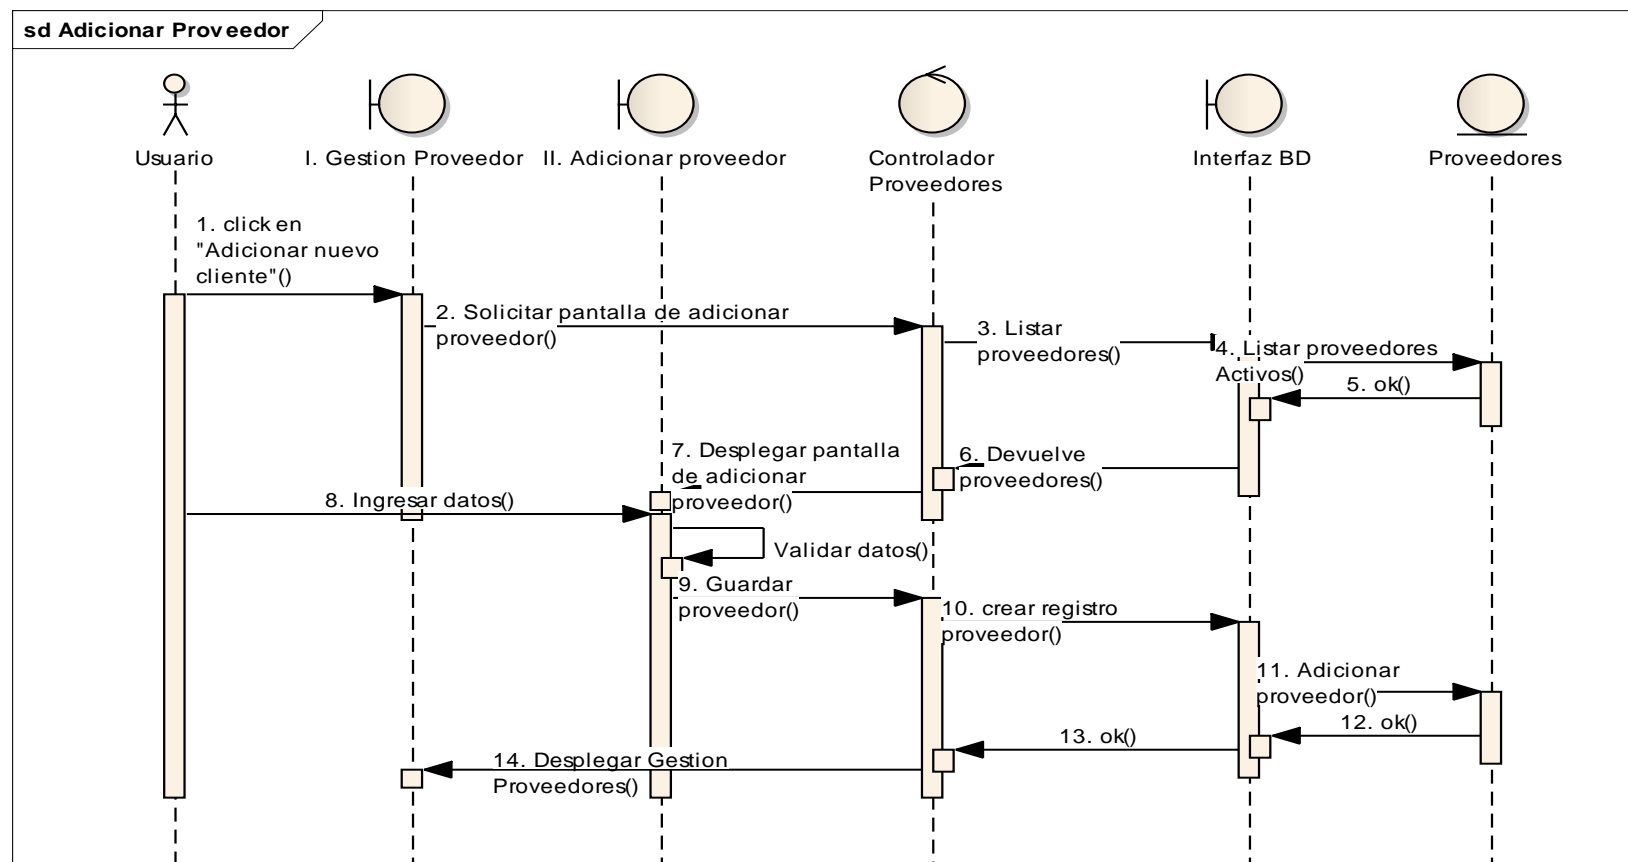 sd Adicionar Proveedor
Usuario
I. Gestion Proveedor
II. Adicionar proveedor
Controlador
Proveedores
Interfaz BD
Proveedores
1. click en
"Adicionar nuevo
cliente"()
2. Solicitar pantalla de adicionar
proveedor()
3. Listar
proveedores()
4. Listar proveedores
Activos()
5. ok()
6. Devuelve
proveedores()
7. Desplegar pantalla
de adicionar
proveedor()
8. Ingresar datos()
Validar datos()
9. Guardar
proveedor()
10. crear registro
proveedor()
11. Adicionar
proveedor()
12. ok()
13. ok()
14. Desplegar Gestion
Proveedores()